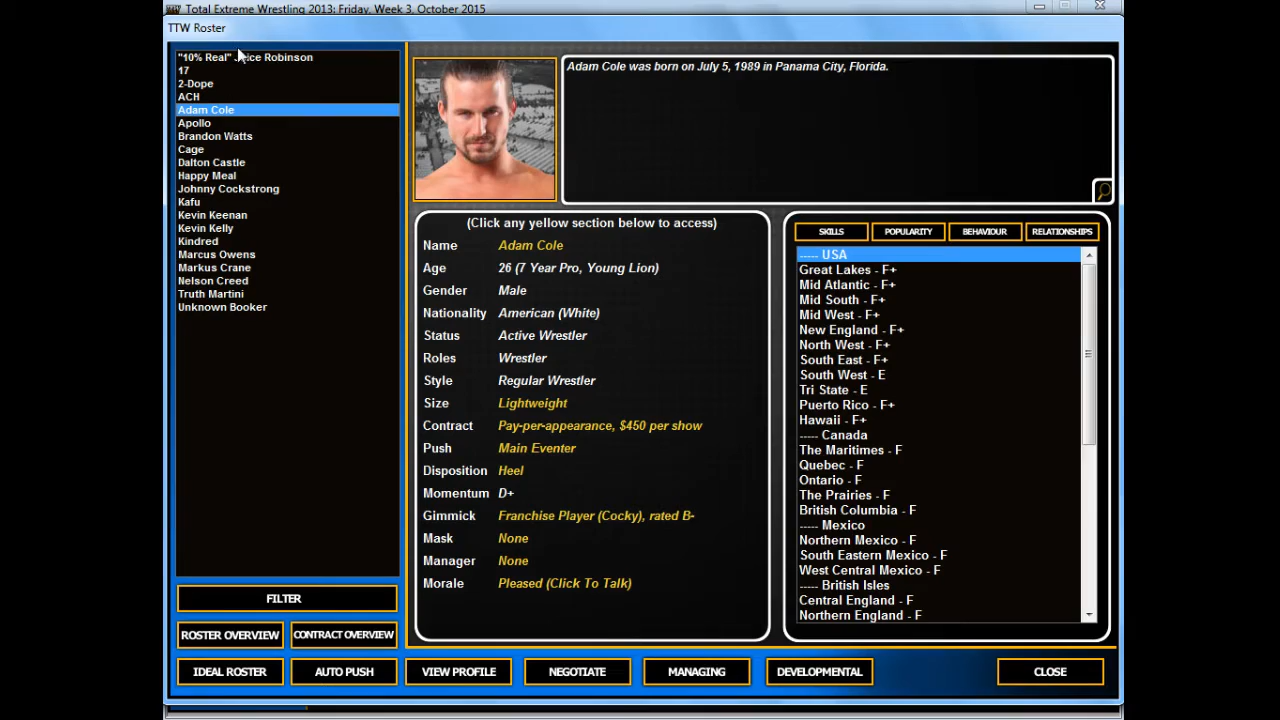 Total Extreme Wrestling 2013: Friday, Week 3, October 2015
TTW Roster
"10% Real" Juice Robinson
17
2-Dope
ACH
Adam Cole
Apollo
Brandon Watts
Cage
Dalton Castle
Happy Meal
Johnny Cockstrong
Kafu
Kevin Keenan
Kevin Kelly
Kindred
Marcus Owens
Markus Crane
Nelson Creed
Truth Martini
Unknown Booker
FILTER
ROSTER OVERVIEW
CONTRACT OVERVIEW
IDEAL ROSTER
AUTO PUSH
VIEW PROFILE
NEGOTIATE
MANAGING
DEVELOPMENTAL
CLOSE
Adam Cole was born on July 5, 1989 in Panama City, Florida.
(Click any yellow section below to access)
Name Adam Cole
Age 26 (7 Year Pro, Young Lion)
Gender Male
Nationality American (White)
Status Active Wrestler
Roles Wrestler
Style Regular Wrestler
Size Lightweight
Contract Pay-per-appearance, $450 per show
Push Main Eventer
Disposition Heel
Momentum D+
Gimmick Franchise Player (Cocky), rated B-
Mask None
Manager None
Morale Pleased (Click To Talk)
SKILLS
POPULARITY
BEHAVIOUR
RELATIONSHIPS
----- USA
Great Lakes - F+
Mid Atlantic - F+
Mid South - F+
Mid West - F+
New England - F+
North West - F+
South East - F+
South West - E
Tri State - E
Puerto Rico - F+
Hawaii - F+
----- Canada
The Maritimes - F
Quebec - F
Ontario - F
The Prairies - F
British Columbia - F
----- Mexico
Northern Mexico - F
South Eastern Mexico - F
West Central Mexico - F
----- British Isles
Central England - F
Northern England - F